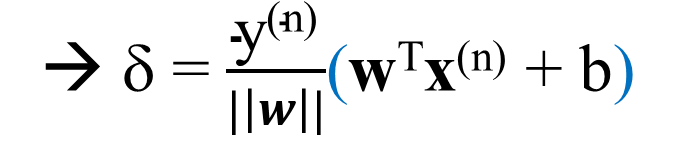 → δ = -y⁽⁻ⁿ⁾/||w|| (wᵀx⁽ⁿ⁾ + b)